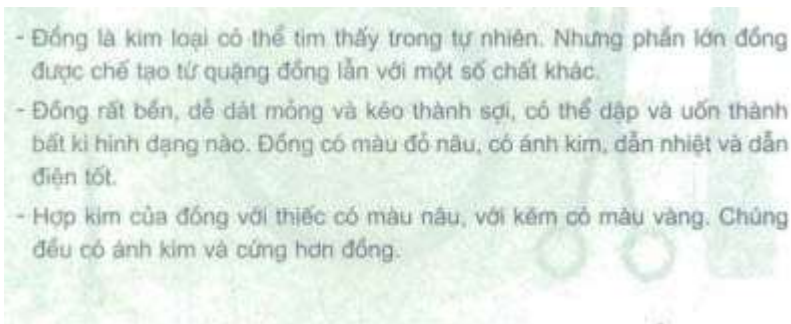 - Đồng là kim loại có thể tìm thấy trong tự nhiên. Nhưng phần lớn đồng
được chế tạo từ quặng đồng lẫn với một số chất khác.
- Đồng rất bền, dễ dát mỏng và kéo thành sợi, có thể dập và uốn thành
bất kì hình dạng nào. Đồng có màu đỏ nâu, có ánh kim, dẫn nhiệt và dẫn
điện tốt.
- Hợp kim của đồng với thiếc có màu nâu, với kẽm có màu vàng. Chúng
đều có ánh kim và cứng hơn đồng.